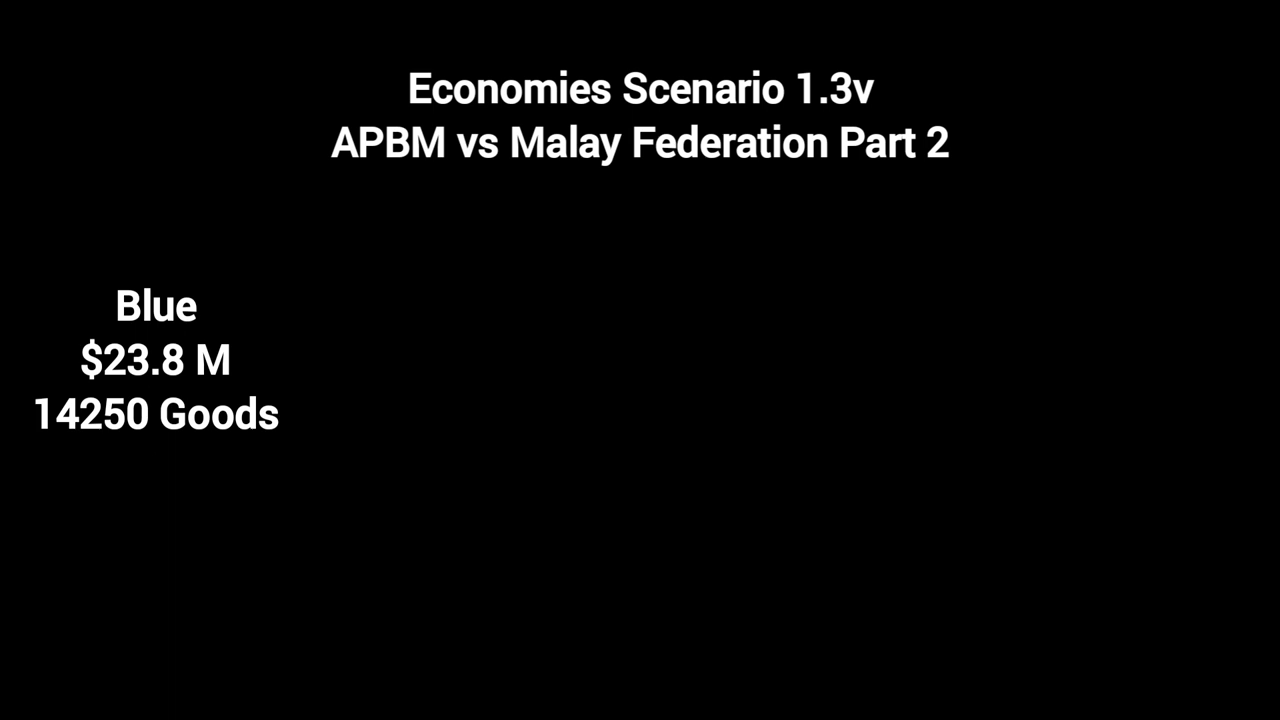 Economies Scenario 1.3v
APBM vs Malay Federation Part 2
Blue
$23.8 M
14250 Goods